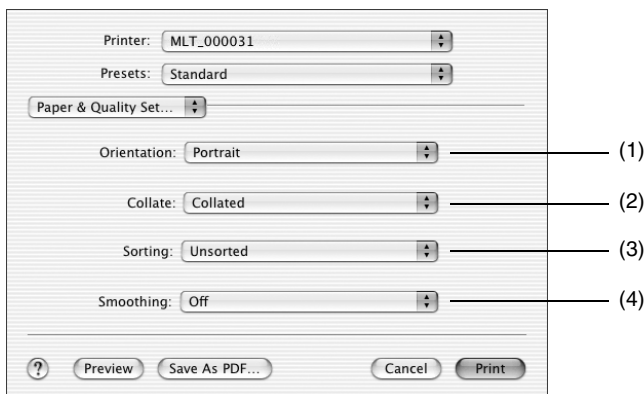 Printer: MLT_000031
Presets: Standard
Paper & Quality Set...
Orientation: Portrait (1)
Collate: Collated (2)
Sorting: Unsorted (3)
Smoothing: Off (4)
? Preview Save As PDF... Cancel Print